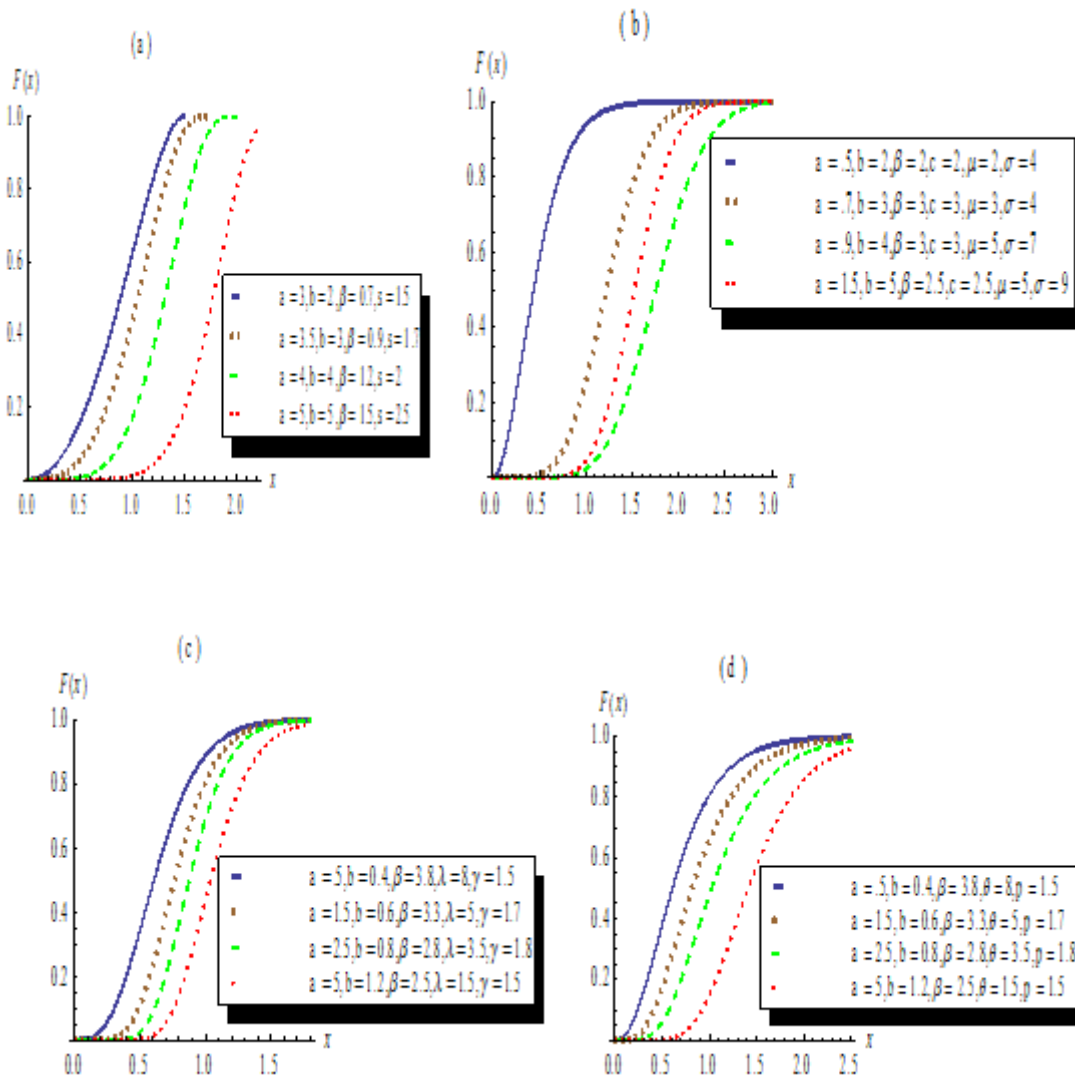 (a)
F(x)
1.0
0.8
0.6
0.4
0.2
0.0 0.5 1.0 1.5 2.0
x
a=3,b=2,β=0.7,s=1.5
a=3.5,b=3,β=0.9,s=1.7
a=4,b=4,β=1.2,s=2
a=5,b=5,β=1.5,s=2.5
(b)
F(x)
1.0
0.8
0.6
0.4
0.2
0.0 0.5 1.0 1.5 2.0 2.5 3.0
x
a=.5,b=2,β=2,c=2,μ=2,σ=4
a=.7,b=3,β=3,c=3,μ=3,σ=4
a=.9,b=4,β=3,c=3,μ=5,σ=7
a=1.5,b=5,β=2.5,c=2.5,μ=5,σ=9
(c)
F(x)
1.0
0.8
0.6
0.4
0.2
0.0 0.5 1.0 1.5
x
a=.5,b=0.4,β=3.8,λ=8,γ=1.5
a=1.5,b=0.6,β=3.3,λ=5,γ=1.7
a=2.5,b=0.8,β=2.8,λ=3.5,γ=1.8
a=5,b=1.2,β=2.5,λ=1.5,γ=1.5
(d)
F(x)
1.0
0.8
0.6
0.4
0.2
0.0 0.5 1.0 1.5 2.0 2.5
x
a=.5,b=0.4,β=3.8,θ=8,p=1.5
a=1.5,b=0.6,β=3.3,θ=5,p=1.7
a=2.5,b=0.8,β=2.8,θ=3.5,p=1.8
a=5,b=1.2,β=2.5,θ=1.5,p=1.5